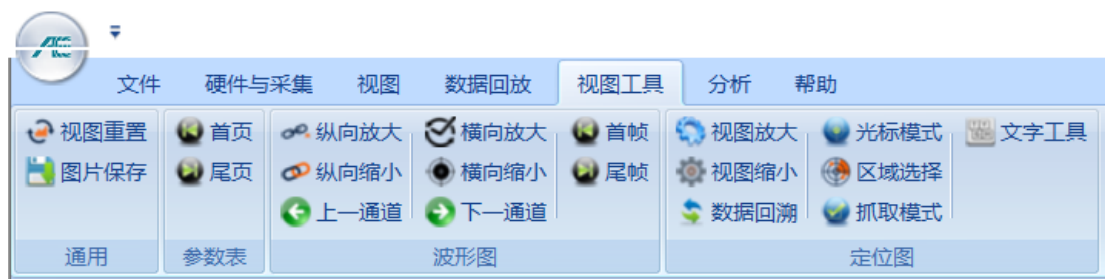 AE
文件 硬件与采集 视图 数据回放 视图工具 分析 帮助
视图重置 首页 纵向放大 横向放大 首帧 视图放大 光标模式 文字工具
图片保存 尾页 纵向缩小 横向缩小 尾帧 视图缩小 区域选择
上一通道 下一通道 数据回溯 抓取模式
通用 参数表 波形图 定位图